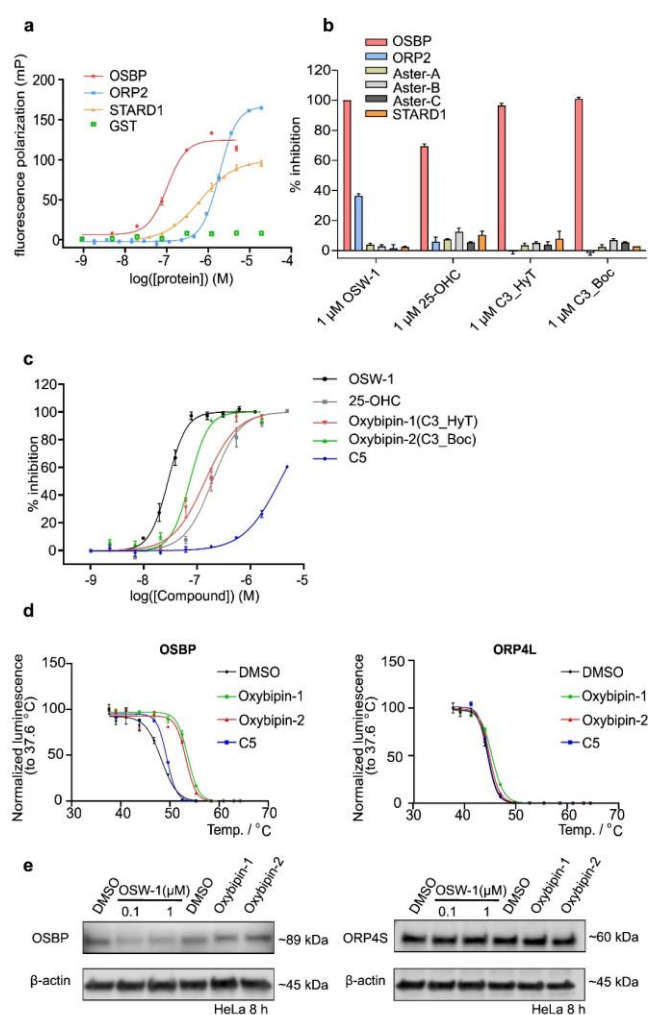 a
fluorescence polarization (mP)
200
150
100
50
0
-9 -8 -7 -6 -5 -4
log([protein]) (M)
OSBP
ORP2
STARD1
GST
b
% inhibition
120
100
80
60
40
20
0
OSBP
ORP2
Aster-A
Aster-B
Aster-C
STARD1
1 µM OSW-1
1 µM 25-OHC
1 µM C3_HyT
1 µM C3_Boc
c
% inhibition
120
100
80
60
40
20
0
-9 -8 -7 -6 -5
log([Compound]) (M)
OSW-1
25-OHC
Oxybipin-1(C3_HyT)
Oxybipin-2(C3_Boc)
C5
d
OSBP
Normalized luminescence
(to 37.6 °C)
150
100
50
0
30 40 50 60 70
Temp. / °C
DMSO
Oxybipin-1
Oxybipin-2
C5
ORP4L
Normalized luminescence
(to 37.6 °C)
150
100
50
0
30 40 50 60 70
Temp. / °C
DMSO
Oxybipin-1
Oxybipin-2
C5
e
DMSO
OSW-1(µM)
0.1 1
DMSO
Oxybipin-1
Oxybipin-2
OSBP
~89 kDa
β-actin
~45 kDa
HeLa 8 h
DMSO
OSW-1(µM)
0.1 1
DMSO
Oxybipin-1
Oxybipin-2
ORP4S
~60 kDa
β-actin
~45 kDa
HeLa 8 h